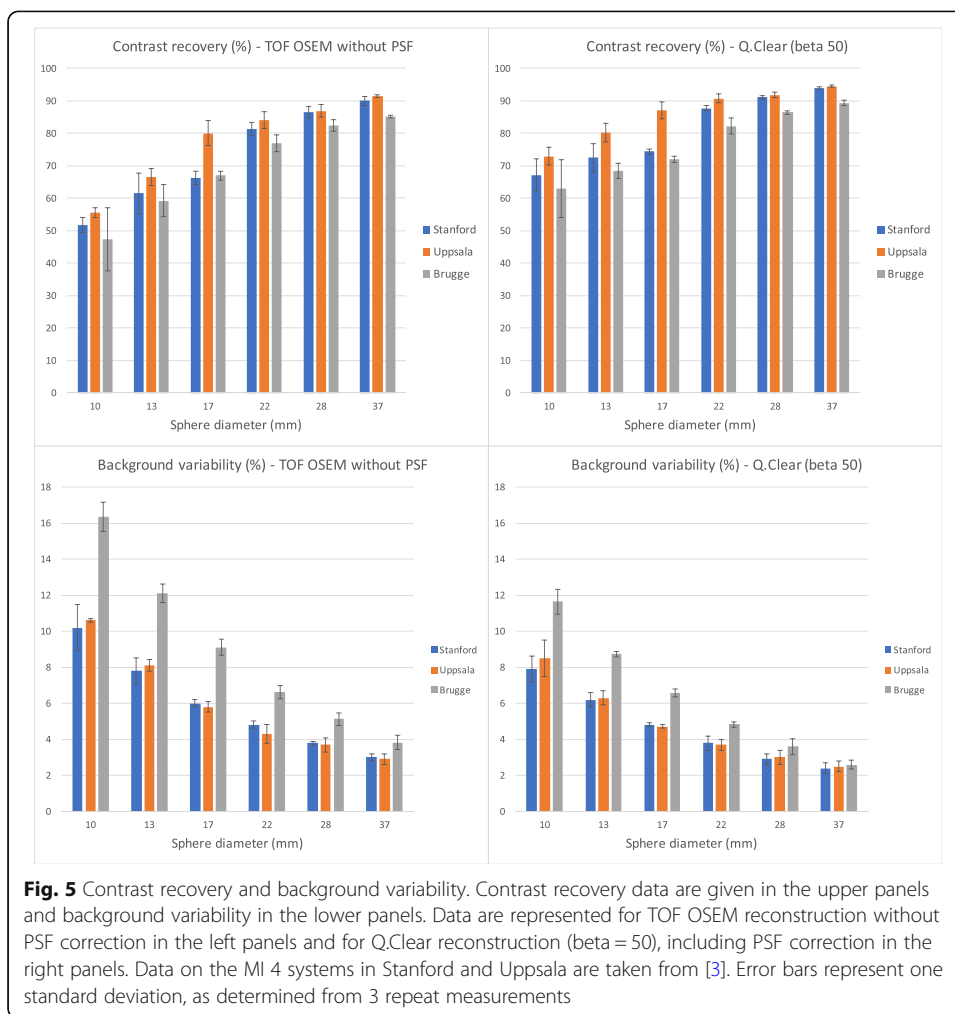 Contrast recovery (%) - TOF OSEM without PSF
100
90
80
70
60
50
40
30
20
10
0
10 13 17 22 28 37
Sphere diameter (mm)
Stanford
Uppsala
Brugge
Contrast recovery (%) - Q.Clear (beta 50)
100
90
80
70
60
50
40
30
20
10
0
10 13 17 22 28 37
Sphere diameter (mm)
Stanford
Uppsala
Brugge
Background variability (%) - TOF OSEM without PSF
18
16
14
12
10
8
6
4
2
0
10 13 17 22 28 37
Sphere diameter (mm)
Stanford
Uppsala
Brugge
Background variability (%) - Q.Clear (beta 50)
18
16
14
12
10
8
6
4
2
0
10 13 17 22 28 37
Sphere diameter (mm)
Stanford
Uppsala
Brugge
Fig. 5 Contrast recovery and background variability. Contrast recovery data are given in the upper panels
and background variability in the lower panels. Data are represented for TOF OSEM reconstruction without
PSF correction in the left panels and for Q.Clear reconstruction (beta = 50), including PSF correction in the
right panels. Data on the MI 4 systems in Stanford and Uppsala are taken from [3]. Error bars represent one
standard deviation, as determined from 3 repeat measurements